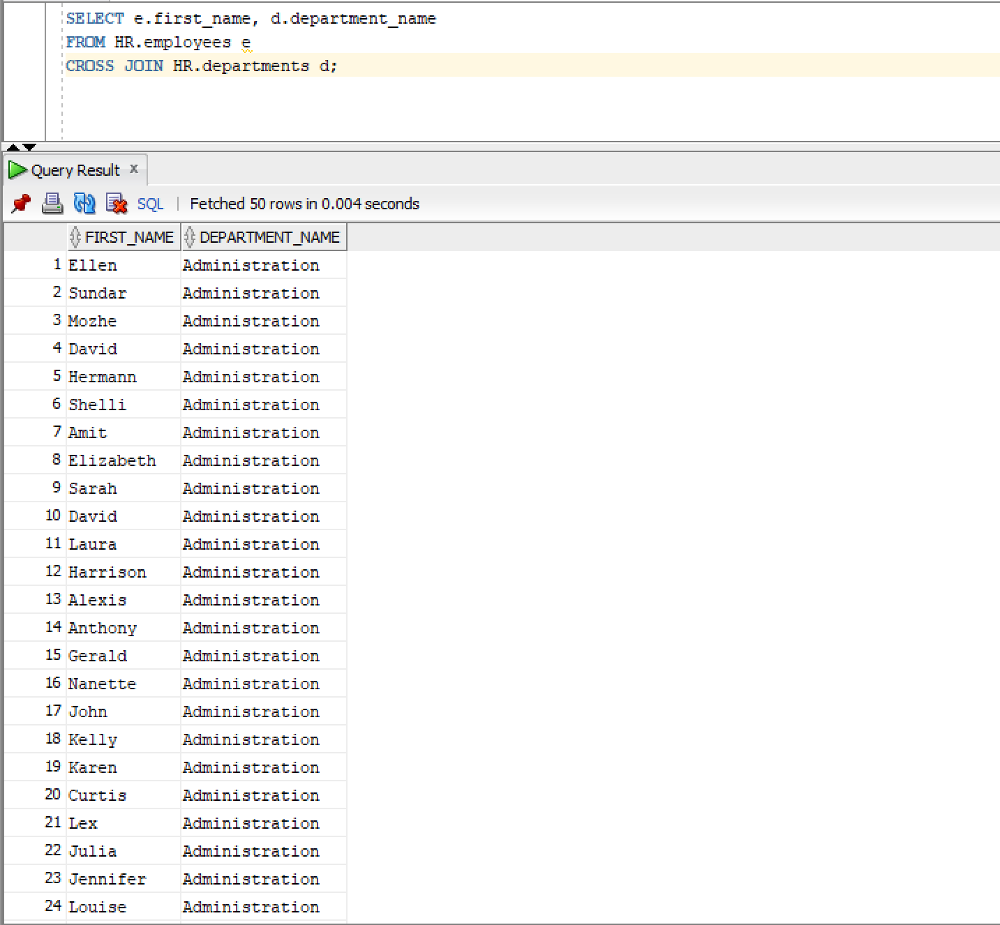 SELECT e.first_name, d.department_name
FROM HR.employees e
CROSS JOIN HR.departments d;
Query Result x
SQL | Fetched 50 rows in 0.004 seconds
FIRST_NAME DEPARTMENT_NAME
1 Ellen Administration
2 Sundar Administration
3 Mozhe Administration
4 David Administration
5 Hermann Administration
6 Shelli Administration
7 Amit Administration
8 Elizabeth Administration
9 Sarah Administration
10 David Administration
11 Laura Administration
12 Harrison Administration
13 Alexis Administration
14 Anthony Administration
15 Gerald Administration
16 Nanette Administration
17 John Administration
18 Kelly Administration
19 Karen Administration
20 Curtis Administration
21 Lex Administration
22 Julia Administration
23 Jennifer Administration
24 Louise Administration